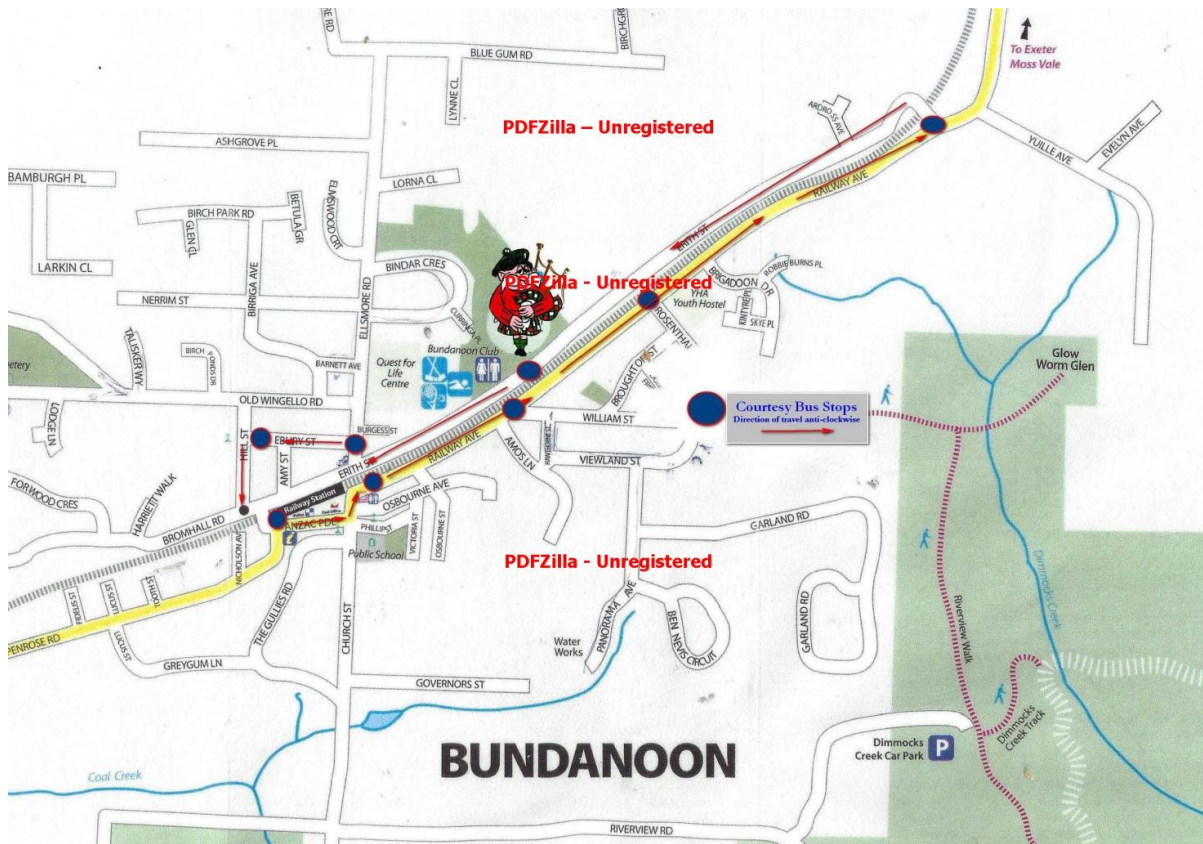 BIRCHGR
To Exeter
Moss Vale
BLUE GUM RD
LYNNE CL
PDFZilla – Unregistered
ARDROSS AVE
ASHGROVE PL
YUILLE AVE
EVELYN AVE
BAMBURGH PL
LORNA CL
RAILWAY AVE
BIRCH PARK RD
BETULA GR
ELMSWOOD CRT
GLEN CL
ERITH ST
LARKIN CL
BINDAR CRES
PDFZilla - Unregistered
ROBBIE BURNS PL
BRIGADOON DR
NERRIM ST
BIRRIGA AVE
ELLSMORE RD
YHA
Youth Hostel
KINTYRE PL
SKYE PL
ROSENTHAL
TALISKER WY
CURRINGA PL
Bundanoon Club
BIRCH
BARNETT AVE
Quest for
Life
Centre
BROUGHTON ST
Glow
Worm Glen
OLD WINGELLO RD
LODGE LN
WILLIAM ST
Courtesy Bus Stops
Direction of travel anti-clockwise
BURGESS ST
EBURY ST
HILL ST
AMY ST
ERITH ST
RAILWAY AVE
AMOS LN
HAWTHORNE ST
VIEWLAND ST
FORWOOD CRES
HARRIETT WALK
Railway Station
OSBOURNE AVE
BROMHALL RD
ANZAC PDE
PHILLIP ST
VICTORIA ST
OSBOURNE ST
GARLAND RD
Public School
NICHOLSON AV
PDFZilla - Unregistered
THE GULLIES RD
CHURCH ST
PANORAMA AVE
BEN NEVIS CIRCUIT
GARLAND RD
Dimmocks Creek
Riverview Walk
PENROSE RD
Water
Works
GREYGUM LN
GOVERNORS ST
Dimmocks
Creek Car Park
P
Dimmocks
Creek Track
BUNDANOON
Coal Creek
RIVERVIEW RD